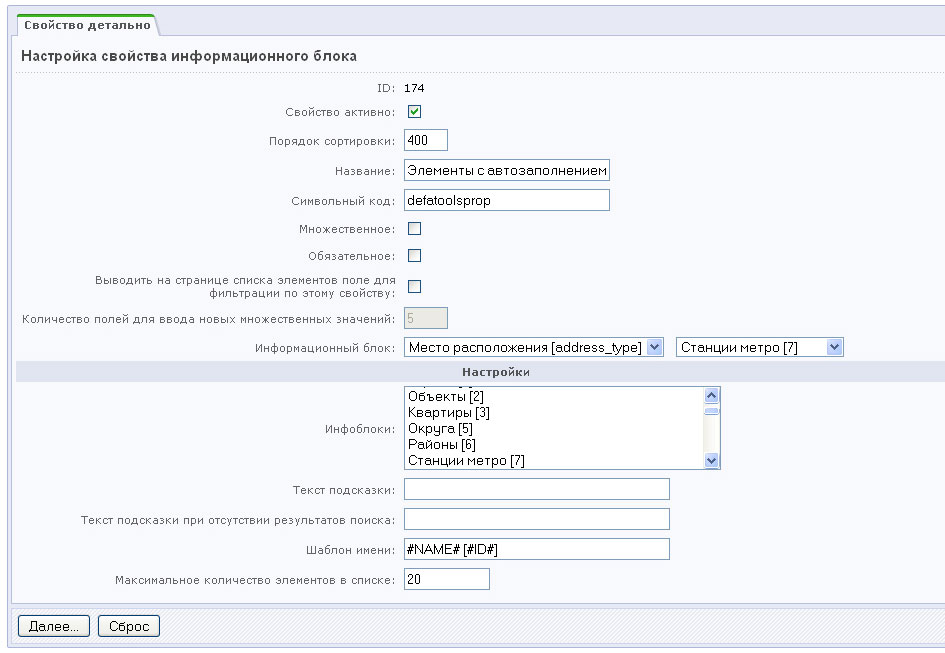 Свойство детально
Настройка свойства информационного блока
ID: 174
Свойство активно:
Порядок сортировки: 400
Название: Элементы с автозаполнением
Символьный код: defatoolsprop
Множественное:
Обязательное:
Выводить на странице списка элементов поле для
фильтрации по этому свойству:
Количество полей для ввода новых множественных значений: 5
Информационный блок: Место расположения [address_type] Станции метро [7]
Настройки
Объекты [2]
Квартиры [3]
Инфоблоки: Округа [5]
Районы [6]
Станции метро [7]
Текст подсказки:
Текст подсказки при отсутствии результатов поиска:
Шаблон имени: #NAME# [#ID#]
Максимальное количество элементов в списке: 20
Далее... Сброс